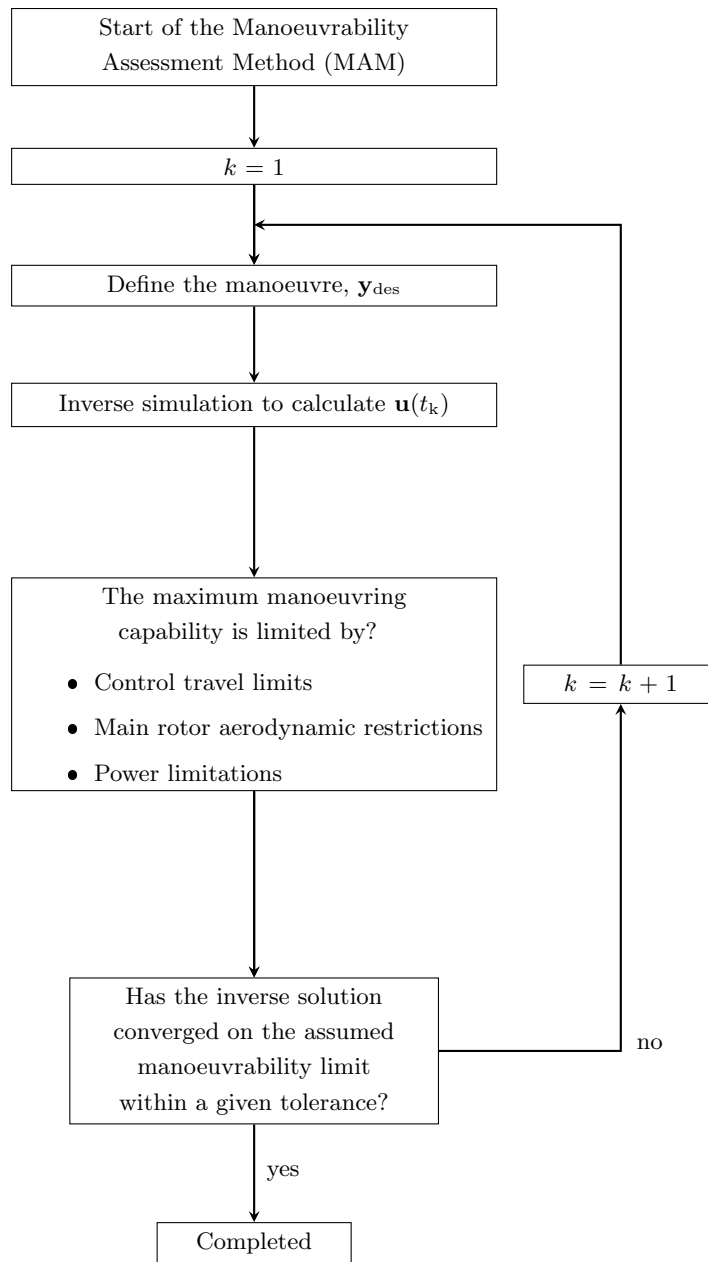 Start of the Manoeuvrability
Assessment Method (MAM)
k = 1
Define the manoeuvre, y_des
Inverse simulation to calculate u(t_k)
The maximum manoeuvring
capability is limited by?
• Control travel limits
• Main rotor aerodynamic restrictions
• Power limitations
k = k + 1
Has the inverse solution
converged on the assumed
manoeuvrability limit
within a given tolerance?
no
yes
Completed